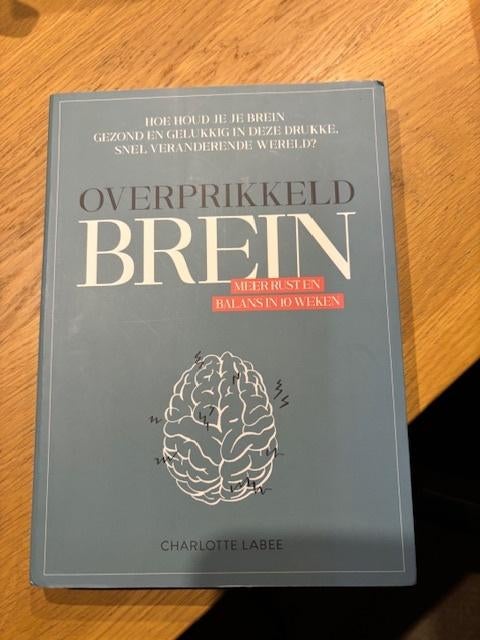 HOE HOUD JE JE BREIN
GEZOND EN GELUKKIG IN DEZE DRUKKE,
SNEL VERANDERENDE WERELD?
OVERPRIKKELD
BREIN
MEER RUST EN
BALANS IN 10 WEKEN
CHARLOTTE LABEE